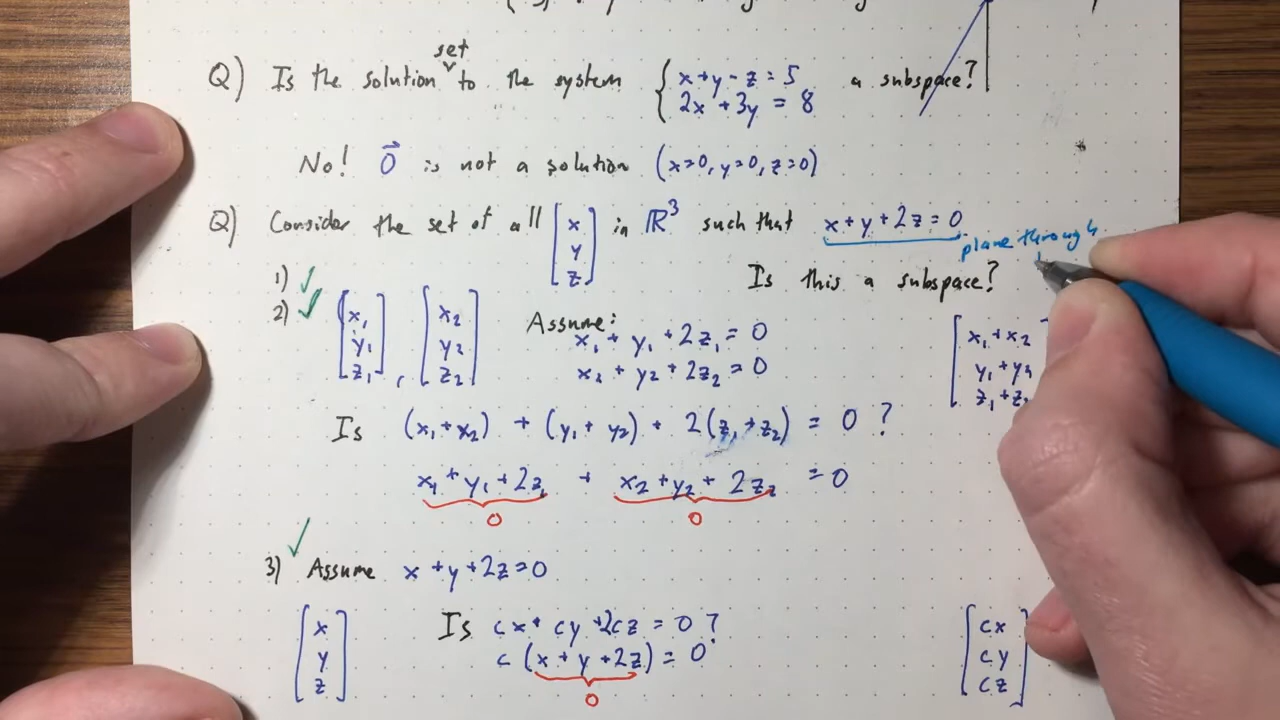 set
Q) Is the solution to the system { x+y-z=5 a subspace?
2x+3y=8
No! 0⃗ is not a solution (x=0, y=0, z=0)
Q) Consider the set of all [x y z] in ℝ³ such that x+y+2z=0.
plane through
1) ✓ Is this a subspace?
2) ✓ [x₁ y₁ z₁], [x₂ y₂ z₂] Assume: x₁+y₁+2z₁=0
x₂+y₂+2z₂=0
[x₁+x₂
y₁+y₂
z₁+z₂
Is (x₁+x₂) + (y₁+y₂) + 2(z₁+z₂) = 0 ?
x₁+y₁+2z₁ + x₂+y₂+2z₂ = 0
0 0
✓
3) Assume x+y+2z=0
[x y z] Is cx+cy+2cz=0? [cx cy cz]
c(x+y+2z)=0
0